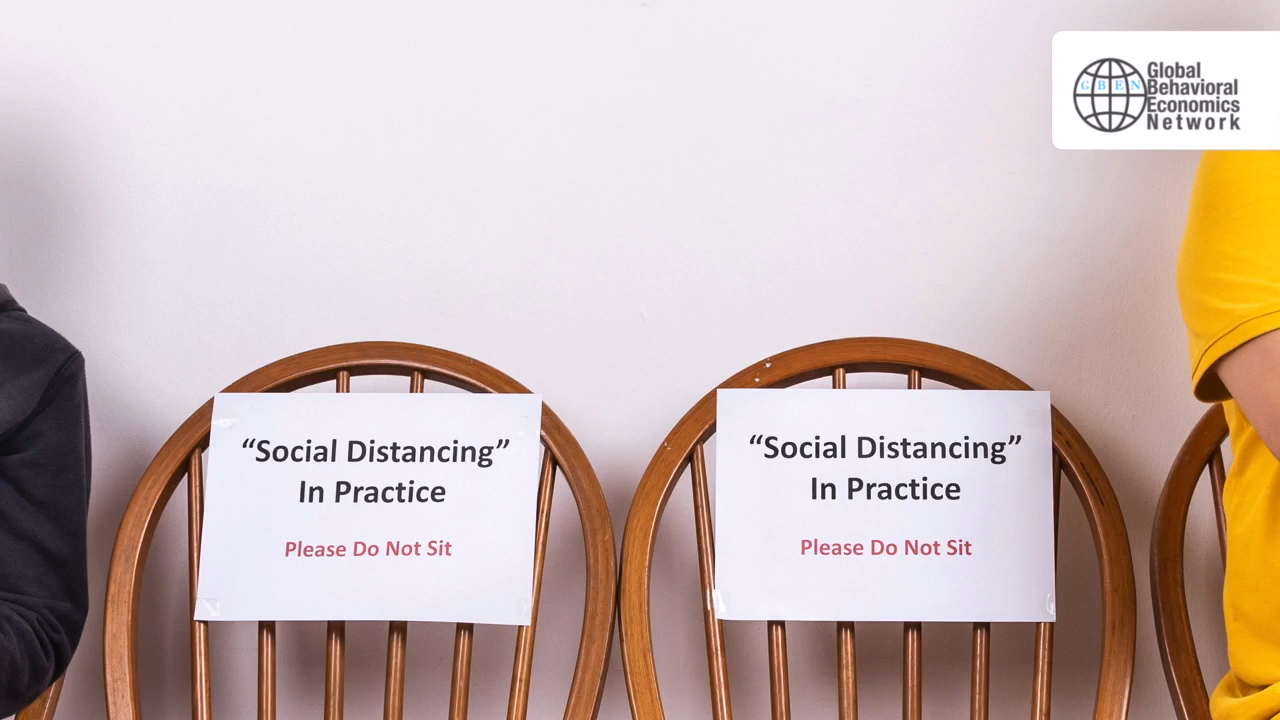 GBEN
Global
Behavioral
Economics
Network
“Social Distancing”
In Practice
Please Do Not Sit
“Social Distancing”
In Practice
Please Do Not Sit